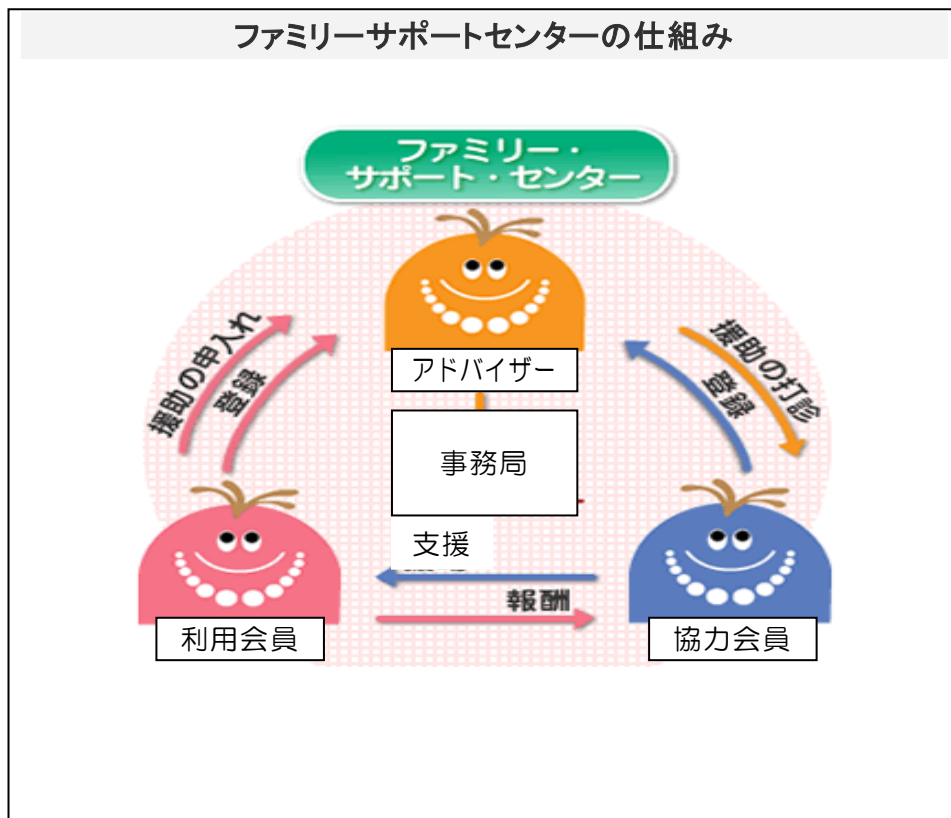 ファミリーサポートセンターの仕組み
ファミリー・
サポート・センター
アドバイザー
援助の申入れ
登録
援助の打診
登録
事務局
支援
報酬
利用会員
協力会員